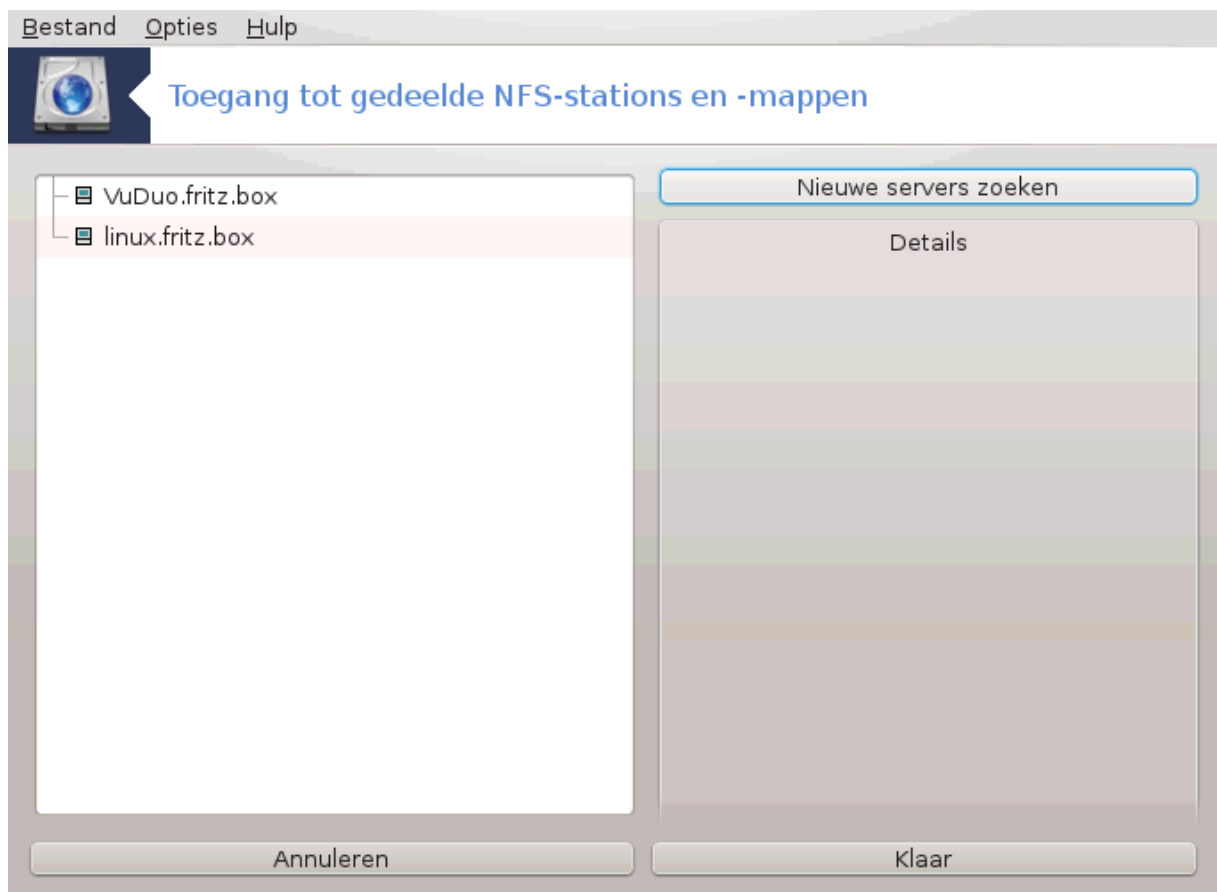 Bestand Opties Hulp
Toegang tot gedeelde NFS-stations en -mappen
VuDuo.fritz.box
linux.fritz.box
Nieuwe servers zoeken
Details
Annuleren
Klaar